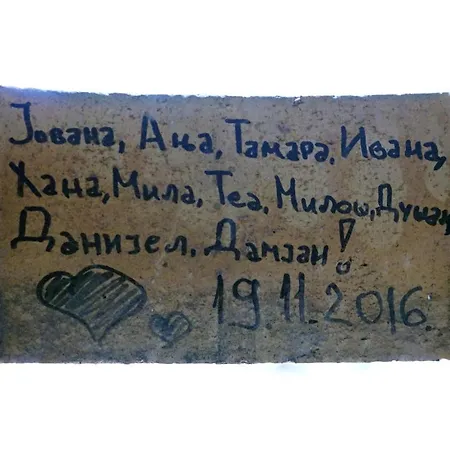 Јована, Ања, Тамара, Ивана,
Хана, Мила, Теа, Милош, Душан,
Данијел, Дамјан!
19.11.2016.